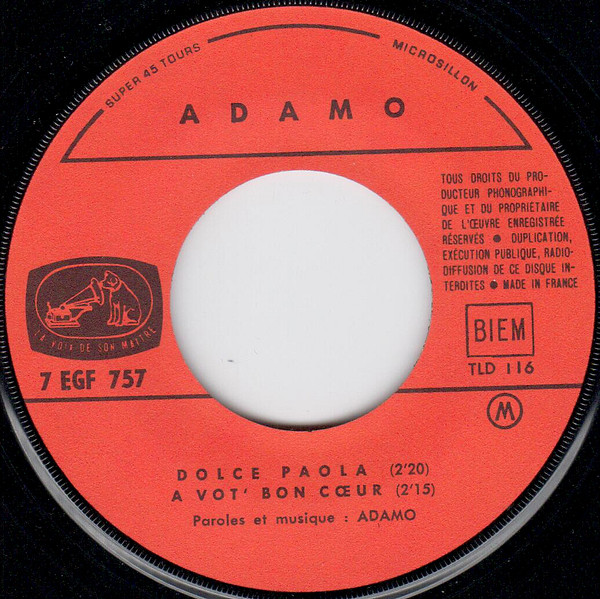 SUPER 45 TOURS
MICROSILLON
ADAMO
TOUS DROITS DU PRO-
DUCTEUR PHONOGRAPHI-
QUE ET DU PROPRIÉTAIRE
DE L'ŒUVRE ENREGISTRÉE
RÉSERVÉS ● DUPLICATION,
EXÉCUTION PUBLIQUE, RADIO-
DIFFUSION DE CE DISQUE IN-
TERDITES ● MADE IN FRANCE
LA VOIX DE SON MAITRE
7 EGF 757
BIEM
TLD 116
M
DOLCE PAOLA (2'20)
A VOT' BON CŒUR (2'15)
Paroles et musique : ADAMO